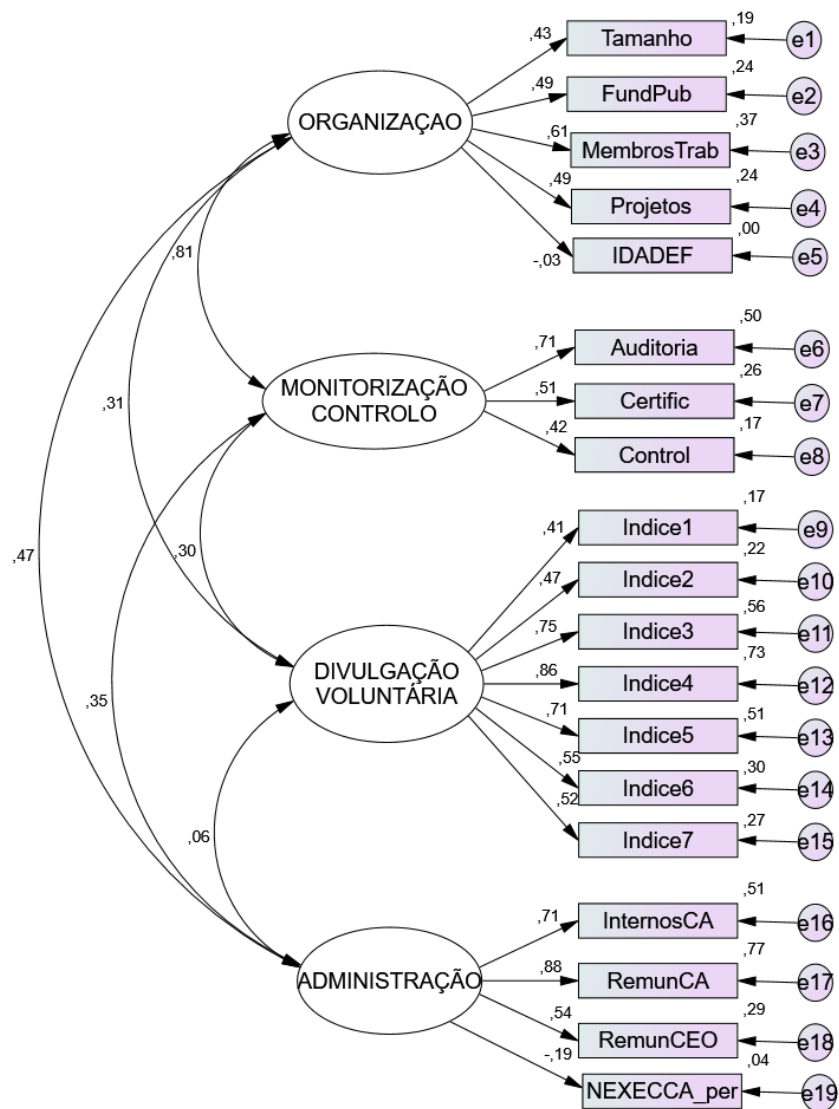 ,19
,43
Tamanho
e1
,24
,49
FundPub
e2
ORGANIZAÇAO
,37
,61
MembrosTrab
e3
,24
,49
Projetos
e4
,00
-,03
IDADEF
e5
,81
,50
,71
Auditoria
e6
MONITORIZAÇÃO
CONTROLO
,26
,51
Certific
e7
,17
,42
Control
e8
,31
,17
,41
Indice1
e9
,47
,30
,22
,47
Indice2
e10
,56
,75
Indice3
e11
DIVULGAÇÃO
VOLUNTÁRIA
,73
,86
Indice4
e12
,35
,51
,71
Indice5
e13
,30
,55
Indice6
e14
,27
,52
Indice7
e15
,06
,51
,71
InternosCA
e16
ADMINISTRAÇÃO
,77
,88
RemunCA
e17
,29
,54
RemunCEO
e18
,04
-,19
NEXECCA_per
e19